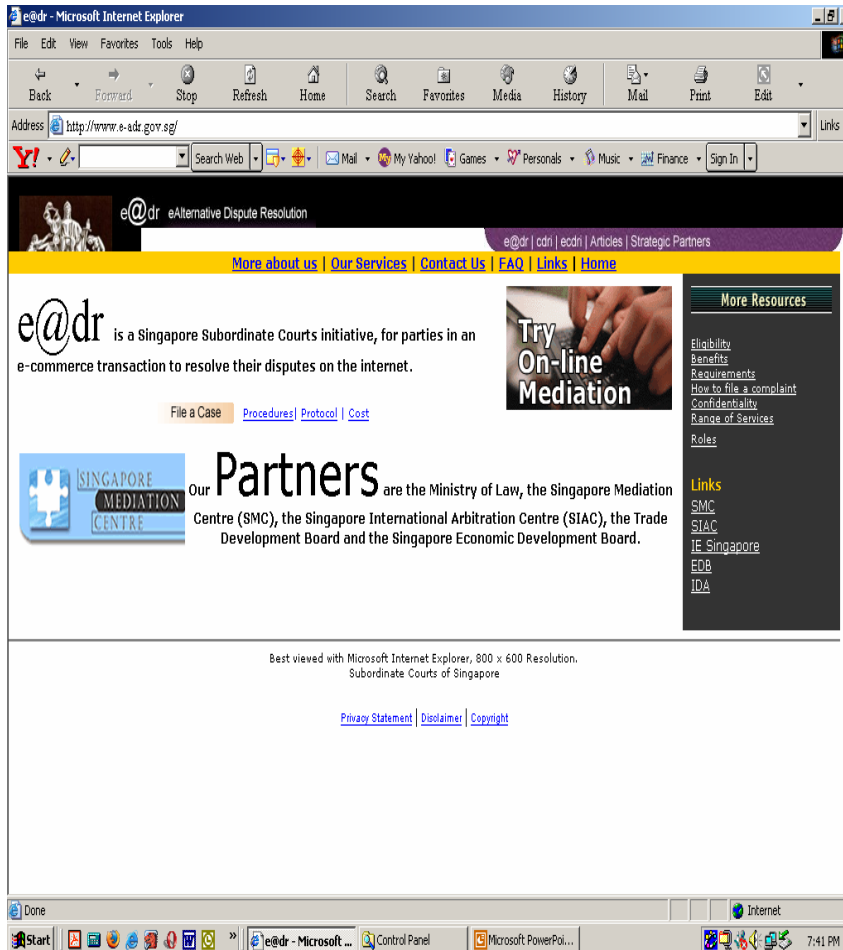 e@dr - Microsoft Internet Explorer
File Edit View Favorites Tools Help
Back Forward Stop Refresh Home Search Favorites Media History Mail Print Edit
Address http://www.e-adr.gov.sg/ Links
Y! Search Web Mail My Yahoo! Games Personals Music Finance Sign In
e@dr eAlternative Dispute Resolution
e@dr | cdri | ecdri | Articles | Strategic Partners
More about us | Our Services | Contact Us | FAQ | Links | Home
e@dr is a Singapore Subordinate Courts initiative, for parties in an
e-commerce transaction to resolve their disputes on the internet.
Try
On-line
Mediation
File a Case Procedures | Protocol | Cost
SINGAPORE
MEDIATION
CENTRE
Our Partners are the Ministry of Law, the Singapore Mediation
Centre (SMC), the Singapore International Arbitration Centre (SIAC), the Trade
Development Board and the Singapore Economic Development Board.
More Resources
Eligibility
Benefits
Requirements
How to file a complaint
Confidentiality
Range of Services
Roles
Links
SMC
SIAC
IE Singapore
EDB
IDA
Best viewed with Microsoft Internet Explorer, 800 x 600 Resolution.
Subordinate Courts of Singapore
Privacy Statement | Disclaimer | Copyright
Done Internet
Start » e@dr - Microsoft ... Control Panel Microsoft PowerPoi... 7:41 PM